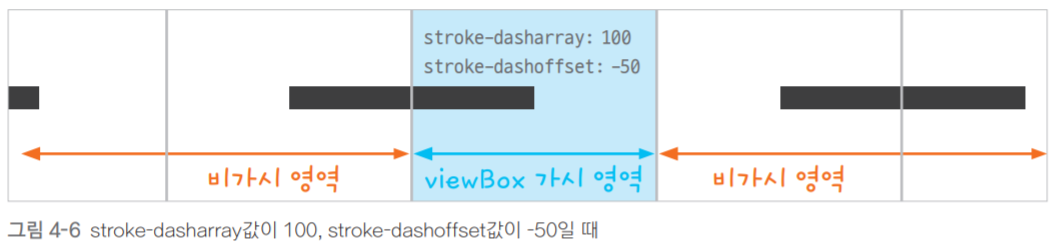 stroke-dasharray: 100
stroke-dashoffset: -50
비가시 영역
viewBox 가시 영역
비가시 영역
그림 4-6 stroke-dasharray값이 100, stroke-dashoffset값이 -50일 때